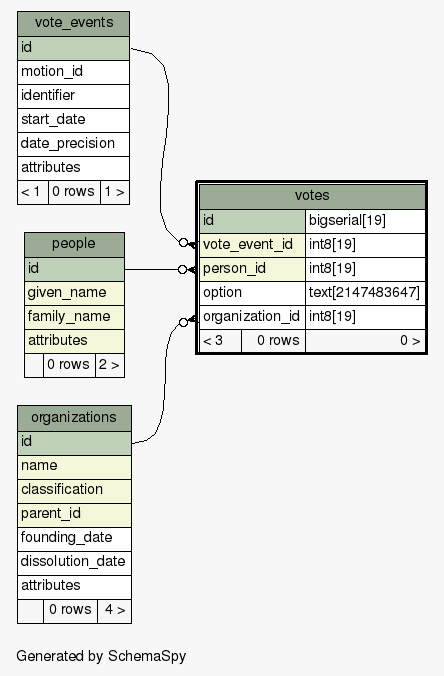 vote_events
id
motion_id
identifier
start_date
date_precision
attributes
< 1 0 rows 1 >
votes
id bigserial[19]
vote_event_id int8[19]
person_id int8[19]
option text[2147483647]
organization_id int8[19]
< 3 0 rows 0 >
people
id
given_name
family_name
attributes
0 rows 2 >
organizations
id
name
classification
parent_id
founding_date
dissolution_date
attributes
0 rows 4 >
Generated by SchemaSpy